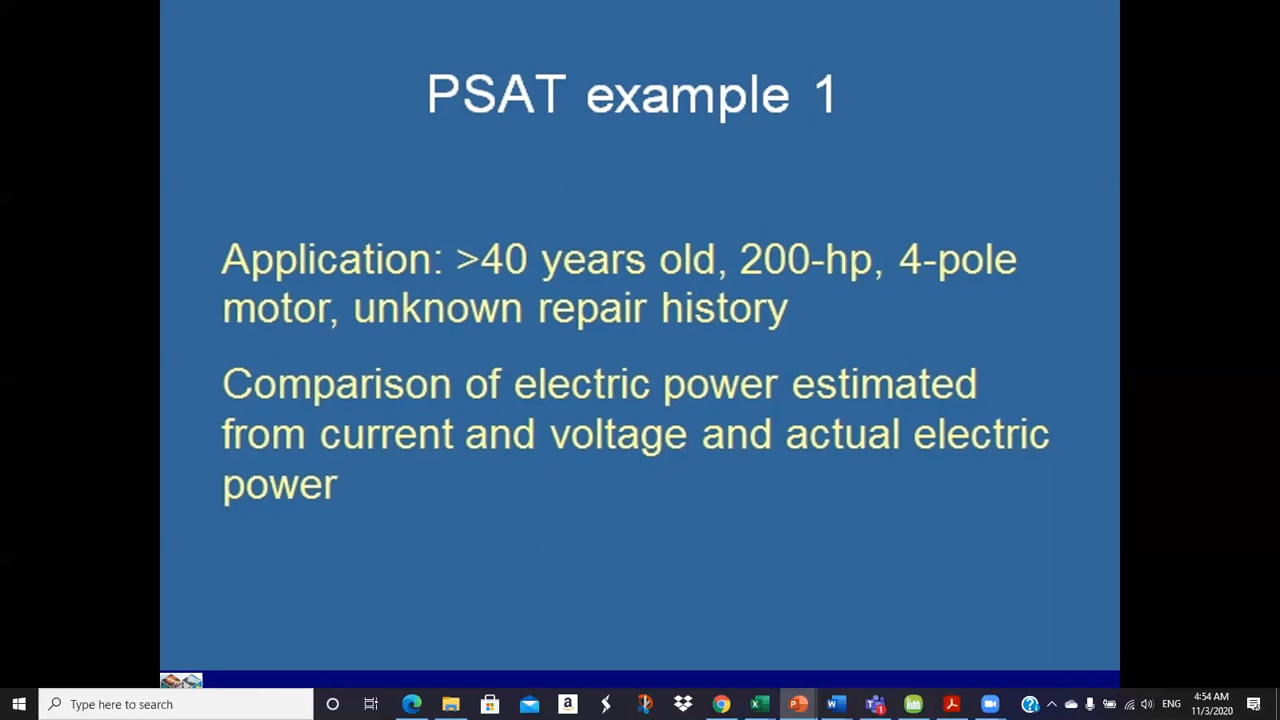 PSAT example 1
Application: >40 years old, 200-hp, 4-pole
motor, unknown repair history
Comparison of electric power estimated
from current and voltage and actual electric
power
Type here to search
ENG
4:54 AM
11/3/2020